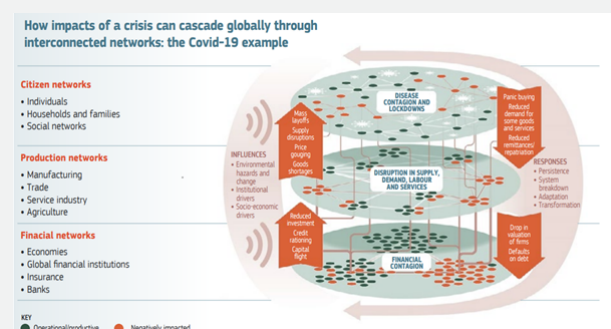 How impacts of a crisis can cascade globally through
interconnected networks: the Covid-19 example
Citizen networks
• Individuals
• Households and families
• Social networks
Production networks
• Manufacturing
• Trade
• Service industry
• Agriculture
Finacial networks
• Economies
• Global financial institutions
• Insurance
• Banks
INFLUENCES
• Environmental
hazards and
change
• Institutional
drivers
• Socio-economic
drivers
Mass
layoffs
Supply
disruptions
Price
gouging
Goods
shortages
Reduced
investment
Credit
rationing
Capital
flight
DISEASE
CONTAGION AND
LOCKDOWNS
DISRUPTION IN SUPPLY,
DEMAND, LABOUR
AND SERVICES
FINANCIAL
CONTAGION
Panic buying
Reduced
demand for
some goods
and services
Reduced
remittances/
repatriation
Drop in
valuation
of firms
Defaults
on debt
RESPONSES
• Persistence
• System
breakdown
• Adaptation
• Transformation
KEY
Operational/productive
Negatively impacted